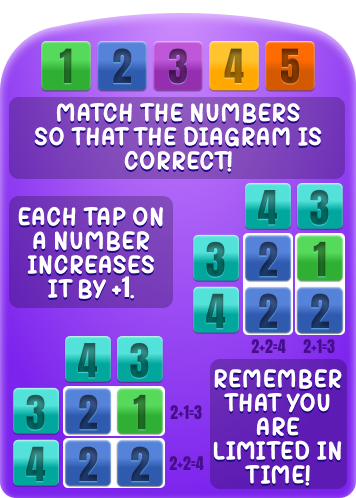 1 2 3 4 5
MATCH THE NUMBERS
SO THAT THE DIAGRAM IS
CORRECT!
EACH TAP ON
A NUMBER
INCREASES
IT BY +1.
4 3
3 2 1
4 2 2
2+2=4 2+1=3
4 3
3 2 1 2+1=3
4 2 2 2+2=4
REMEMBER
THAT YOU
ARE
LIMITED IN
TIME!